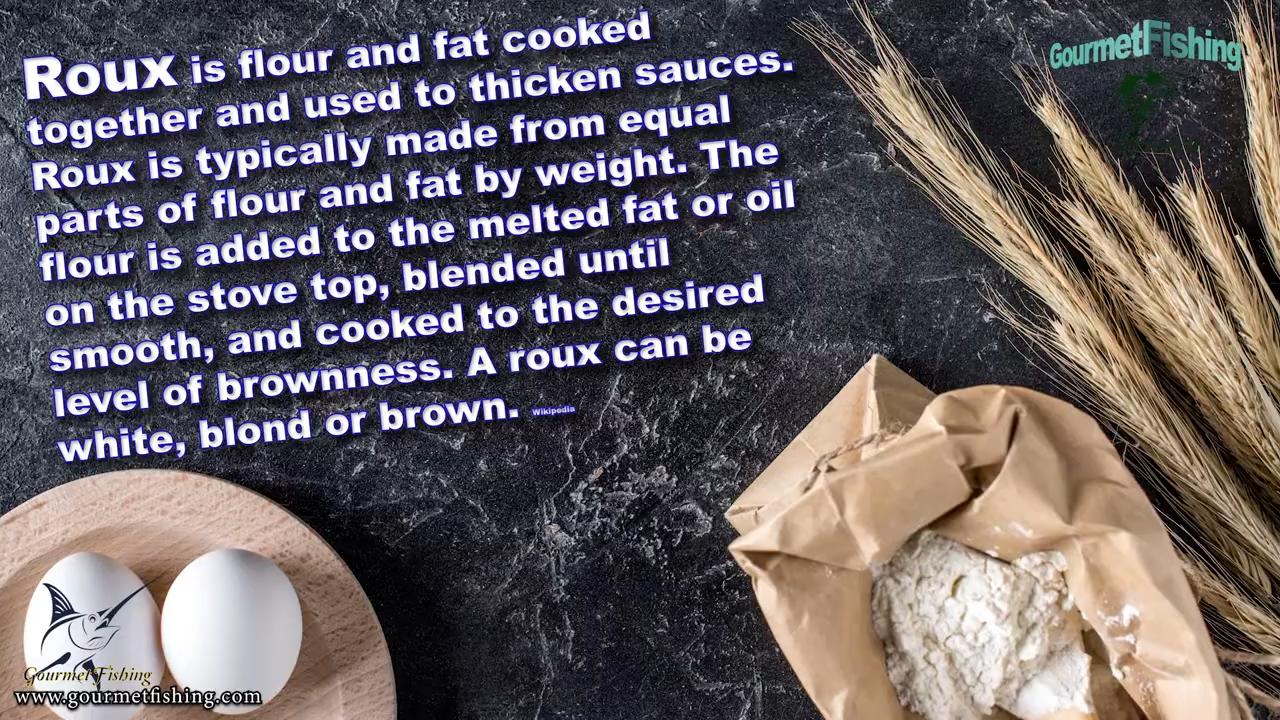 Roux is flour and fat cooked
together and used to thicken sauces.
Roux is typically made from equal
parts of flour and fat by weight. The
flour is added to the melted fat or oil
on the stove top, blended until
smooth, and cooked to the desired
level of brownness. A roux can be
white, blond or brown. Wikipedia
GourmetFishing
Gourmet Fishing
www.gourmetfishing.com